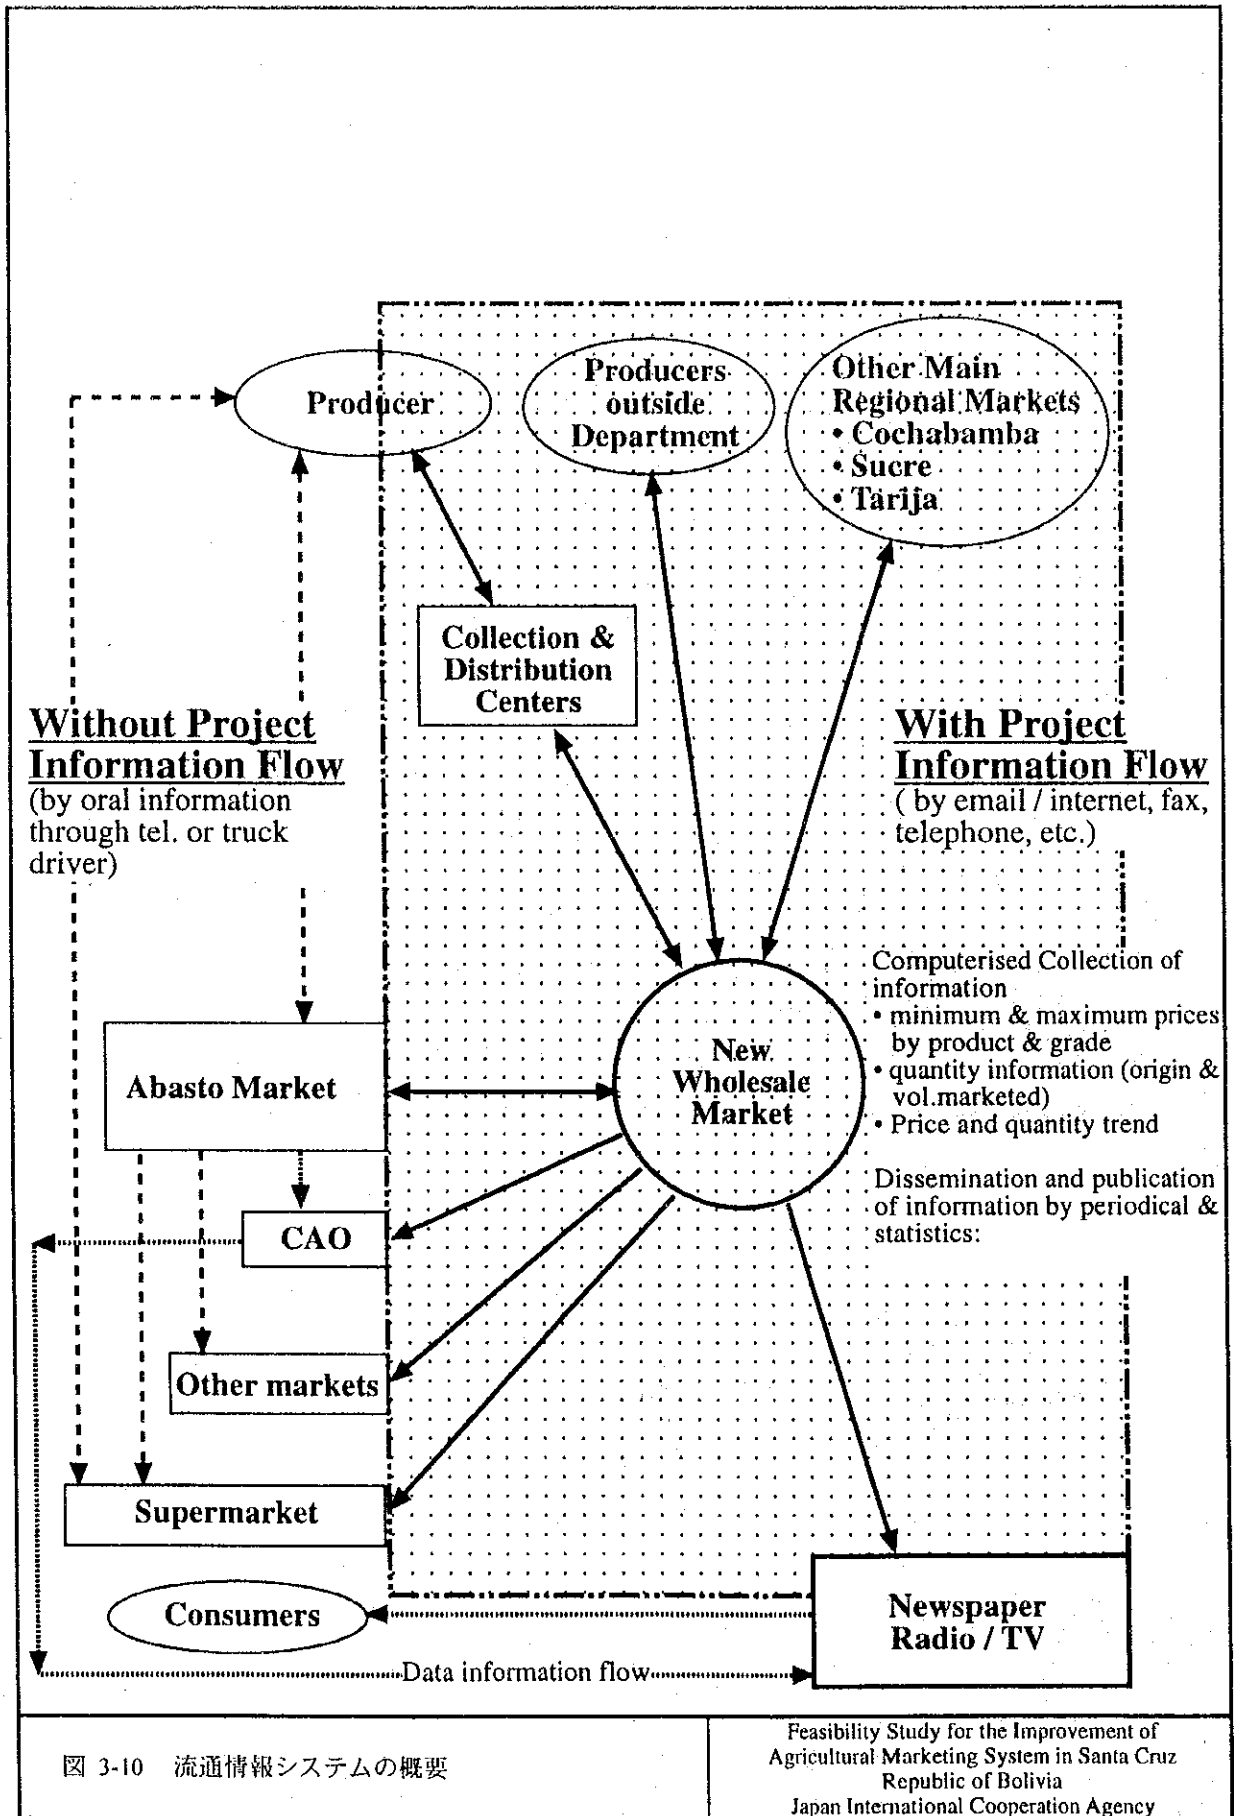 Producer
Producers
outside
Department
Other Main
Regional Markets
• Cochabamba
• Sucre
• Tarija
Collection &
Distribution
Centers
Without Project
Information Flow
(by oral information
through tel. or truck
driver)
With Project
Information Flow
( by email / internet, fax,
telephone, etc.)
Computerised Collection of
information
• minimum & maximum prices
by product & grade
• quantity information (origin &
vol.marketed)
• Price and quantity trend
Dissemination and publication
of information by periodical &
statistics:
New
Wholesale
Market
Abasto Market
CAO
Other markets
Supermarket
Consumers
Newspaper
Radio / TV
Data information flow
図 3-10 流通情報システムの概要
Feasibility Study for the Improvement of
Agricultural Marketing System in Santa Cruz
Republic of Bolivia
Japan International Cooperation Agency